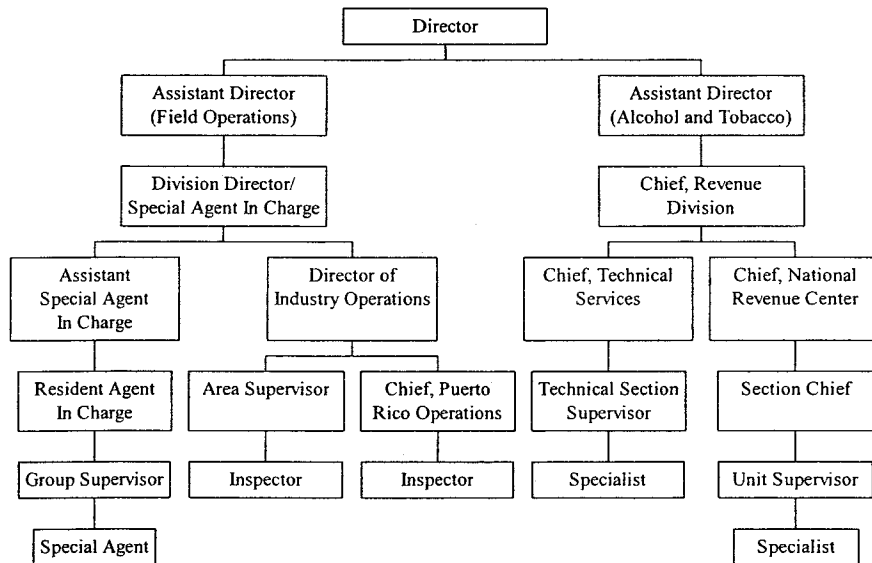 Director
Assistant Director
(Field Operations)
Assistant Director
(Alcohol and Tobacco)
Division Director/
Special Agent In Charge
Chief, Revenue
Division
Assistant
Special Agent
In Charge
Director of
Industry Operations
Chief, Technical
Services
Chief, National
Revenue Center
Resident Agent
In Charge
Area Supervisor
Chief, Puerto
Rico Operations
Technical Section
Supervisor
Section Chief
Group Supervisor
Inspector
Inspector
Specialist
Unit Supervisor
Special Agent
Specialist